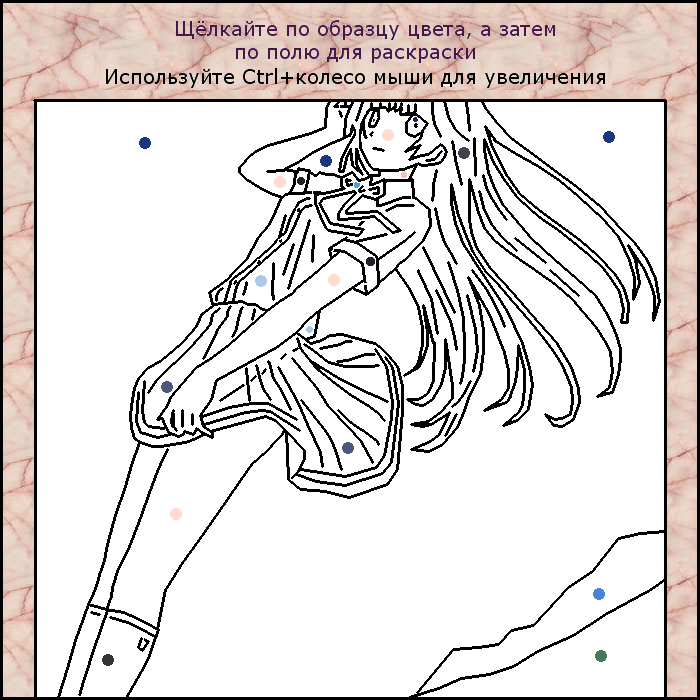 Щёлкайте по образцу цвета, а затем
по полю для раскраски
Используйте Ctrl+колесо мыши для увеличения